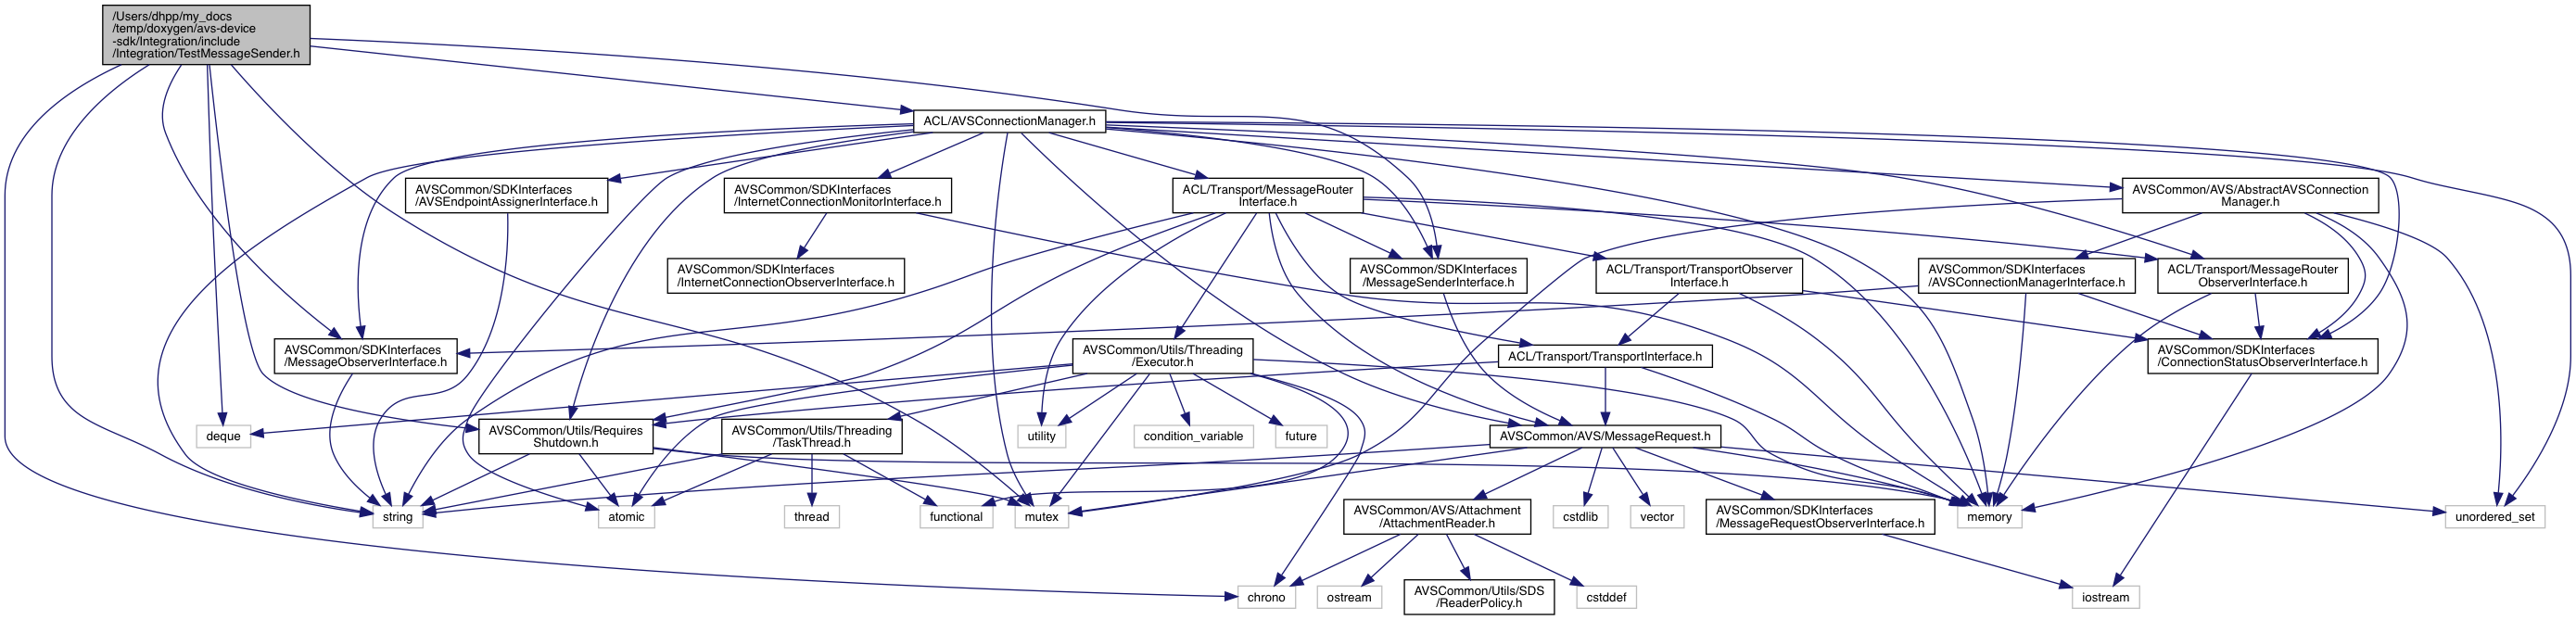 /Users/dhpp/my_docs
/temp/doxygen/avs-device
-sdk/Integration/include
/Integration/TestMessageSender.h
ACL/AVSConnectionManager.h
AVSCommon/SDKInterfaces
/AVSEndpointAssignerInterface.h
AVSCommon/SDKInterfaces
/InternetConnectionMonitorInterface.h
ACL/Transport/MessageRouter
Interface.h
AVSCommon/AVS/AbstractAVSConnection
Manager.h
AVSCommon/SDKInterfaces
/InternetConnectionObserverInterface.h
AVSCommon/SDKInterfaces
/MessageSenderInterface.h
ACL/Transport/TransportObserver
Interface.h
AVSCommon/SDKInterfaces
/AVSConnectionManagerInterface.h
ACL/Transport/MessageRouter
ObserverInterface.h
AVSCommon/SDKInterfaces
/MessageObserverInterface.h
AVSCommon/Utils/Threading
/Executor.h
ACL/Transport/TransportInterface.h
AVSCommon/SDKInterfaces
/ConnectionStatusObserverInterface.h
deque
AVSCommon/Utils/Requires
Shutdown.h
AVSCommon/Utils/Threading
/TaskThread.h
utility
condition_variable
future
AVSCommon/AVS/MessageRequest.h
string
atomic
thread
functional
mutex
AVSCommon/AVS/Attachment
/AttachmentReader.h
cstdlib
vector
AVSCommon/SDKInterfaces
/MessageRequestObserverInterface.h
memory
unordered_set
chrono
ostream
AVSCommon/Utils/SDS
/ReaderPolicy.h
cstddef
iostream